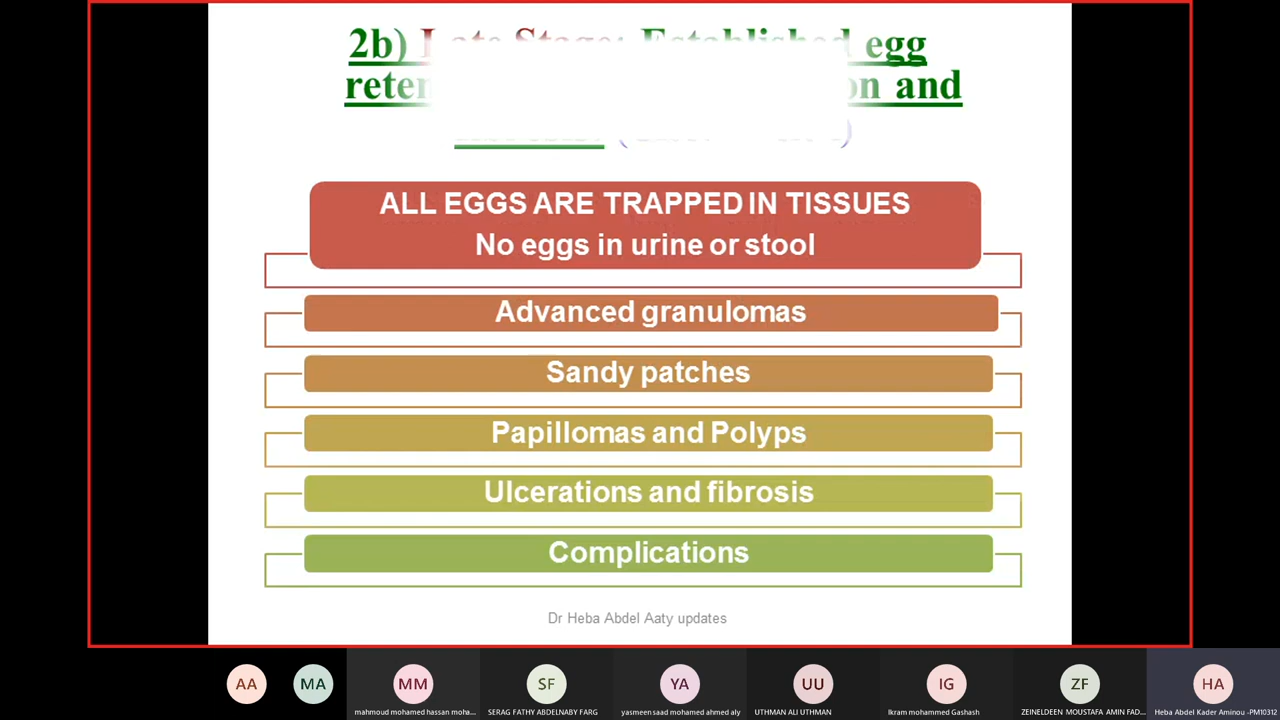 2b) Late Stage: Established egg
and
ALL EGGS ARE TRAPPED IN TISSUES
No eggs in urine or stool
Advanced granulomas
Sandy patches
Papillomas and Polyps
Ulcerations and fibrosis
Complications
Dr Heba Abdel Aaty updates
AA MA MM SF YA UU IG ZF HA
mahmoud mohamed hassan moha... SERAG FATHY ABDELNABY FARG yasmeen saad mohamed ahmed aly UTHMAN ALI UTHMAN Ikram mohammed Gashash ZEINELDEEN MOUSTAFA AMIN FAD... Heba Abdel Kader Aminou -PM10312